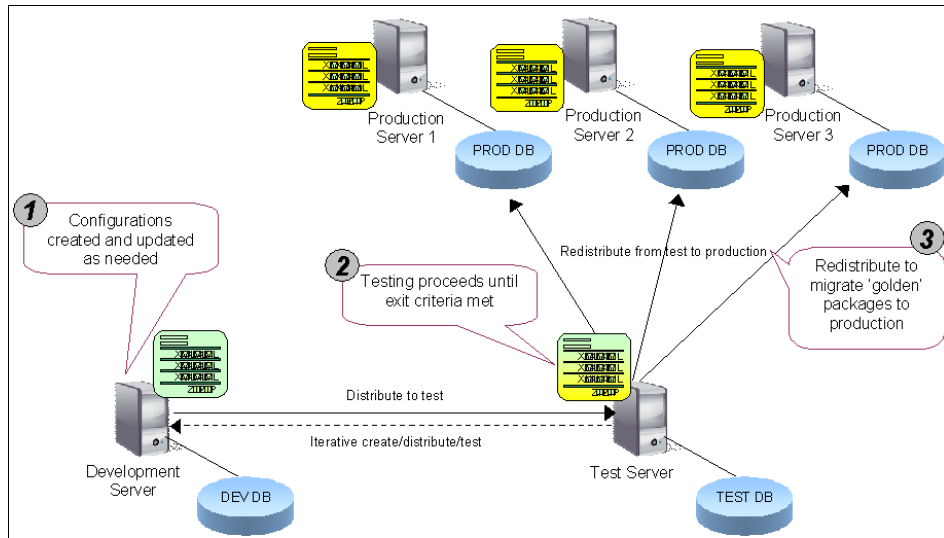 Production
Server 1
Production
Server 2
Production
Server 3
PROD DB
PROD DB
PROD DB
1
Configurations
created and updated
as needed
2
Testing proceeds until
exit criteria met
Redistribute from test to production
3
Redistribute to
migrate 'golden'
packages to
production
Distribute to test
Iterative create/distribute/test
Development
Server
Test Server
DEV DB
TEST DB